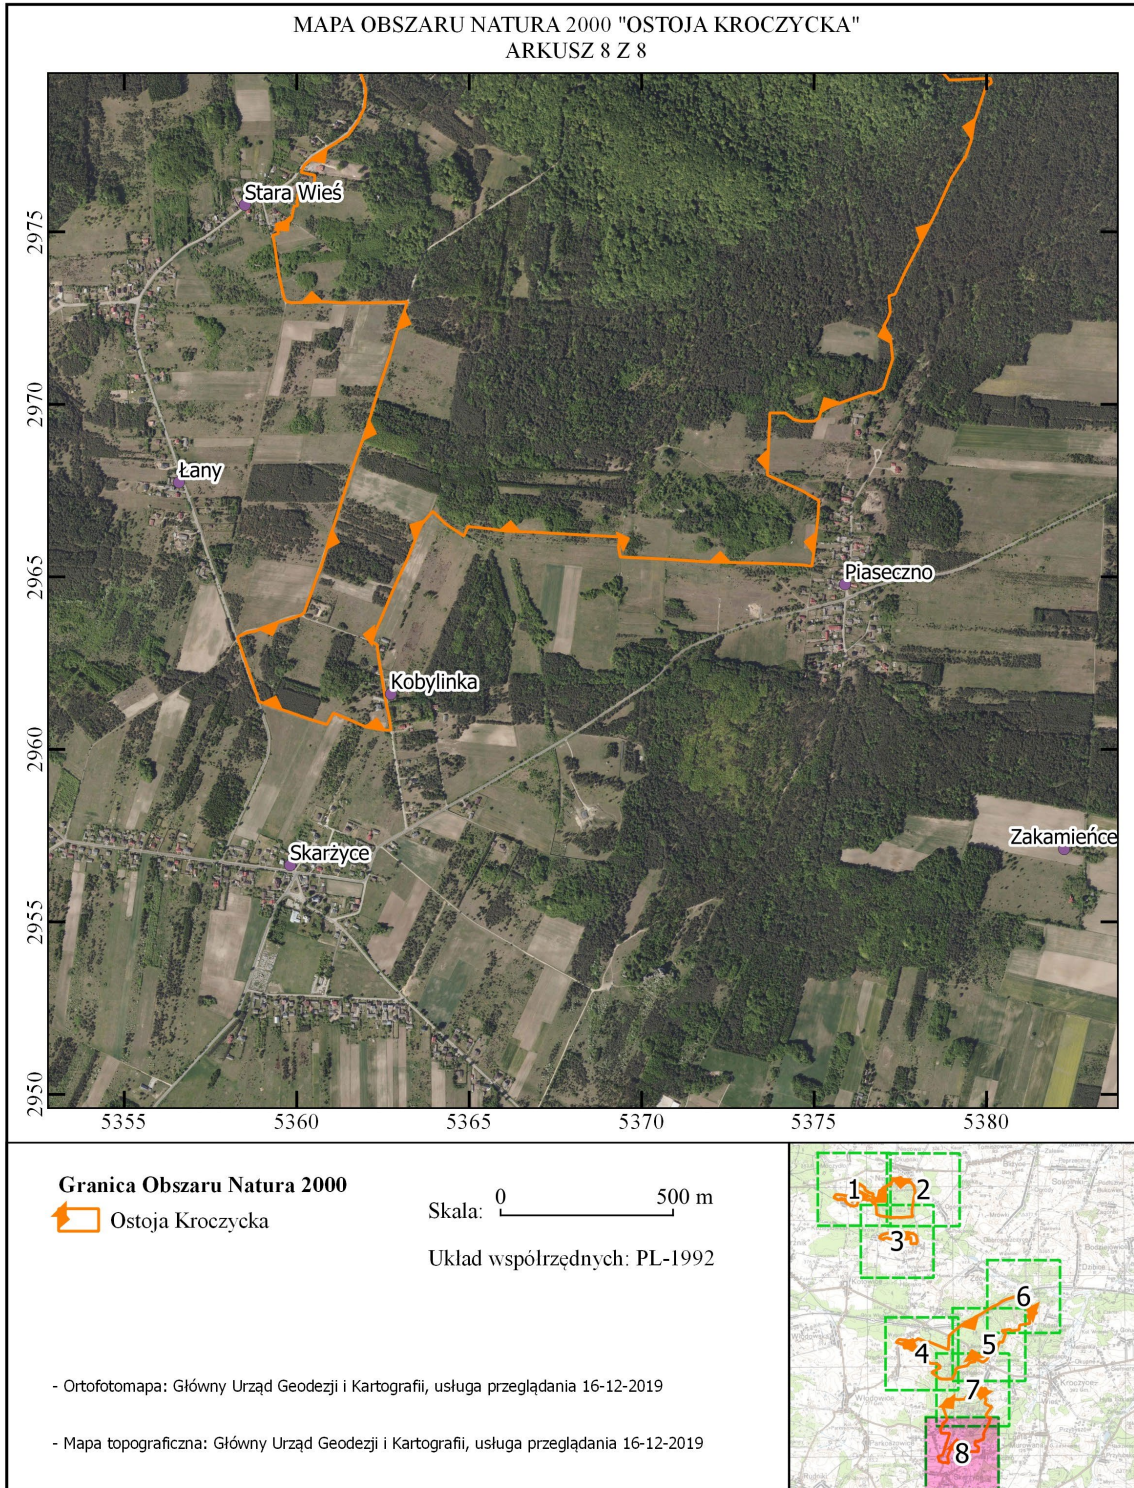 MAPA OBSZARU NATURA 2000 "OSTOJA KROCZYCKA"
ARKUSZ 8 Z 8
Stara Wieś
2975
2970
Łany
2965
Piaseczno
Kobylinka
2960
Zakamieńce
Skarżyce
2955
2950
5355 5360 5365 5370 5375 5380
Granica Obszaru Natura 2000
Ostoja Kroczycka
Skala: 0 500 m
Układ współrzędnych: PL-1992
- Ortofotomapa: Główny Urząd Geodezji i Kartografii, usługa przeglądania 16-12-2019
- Mapa topograficzna: Główny Urząd Geodezji i Kartografii, usługa przeglądania 16-12-2019
1
2
3
6
5
4
Kroczyce
7
8